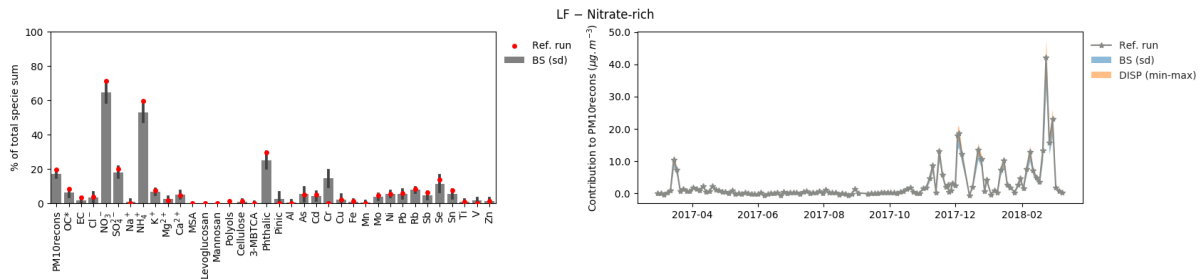 LF − Nitrate-rich
% of total specie sum
100
80
60
40
20
0
PM10recons
OC*
EC
Cl⁻
NO₃⁻
SO₄²⁻
Na⁺
NH₄⁺
K⁺
Mg²⁺
Ca²⁺
MSA
Levoglucosan
Mannosan
Polyols
Cellulose
3-MBTCA
Phthalic
Pinic
Al
As
Cd
Cr
Cu
Fe
Mn
Mo
Ni
Pb
Rb
Sb
Se
Sn
Ti
V
Zn
Ref. run
BS (sd)
Contribution to PM10recons (μg. m⁻³)
50.0
40.0
30.0
20.0
10.0
0.0
2017-04
2017-06
2017-08
2017-10
2017-12
2018-02
Ref. run
BS (sd)
DISP (min-max)